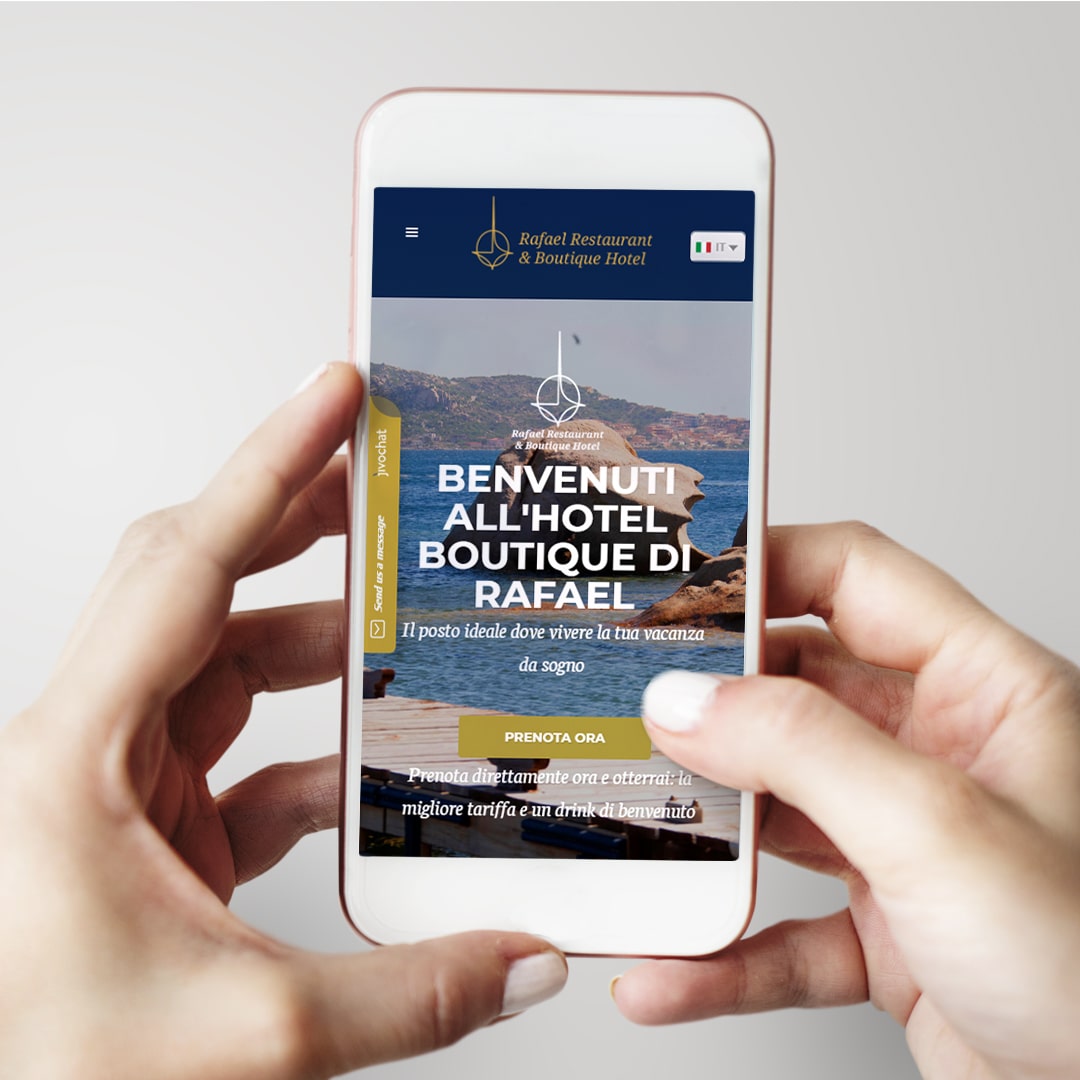 Rafael Restaurant
& Boutique Hotel
IT
Rafael Restaurant
& Boutique Hotel
BENVENUTI
ALL'HOTEL
BOUTIQUE DI
RAFAEL
Il posto ideale dove vivere la tua vacanza
da sogno
PRENOTA ORA
Prenota direttamente ora e otterrai: la
migliore tariffa e un drink di benvenuto
Send us a message
jivochat